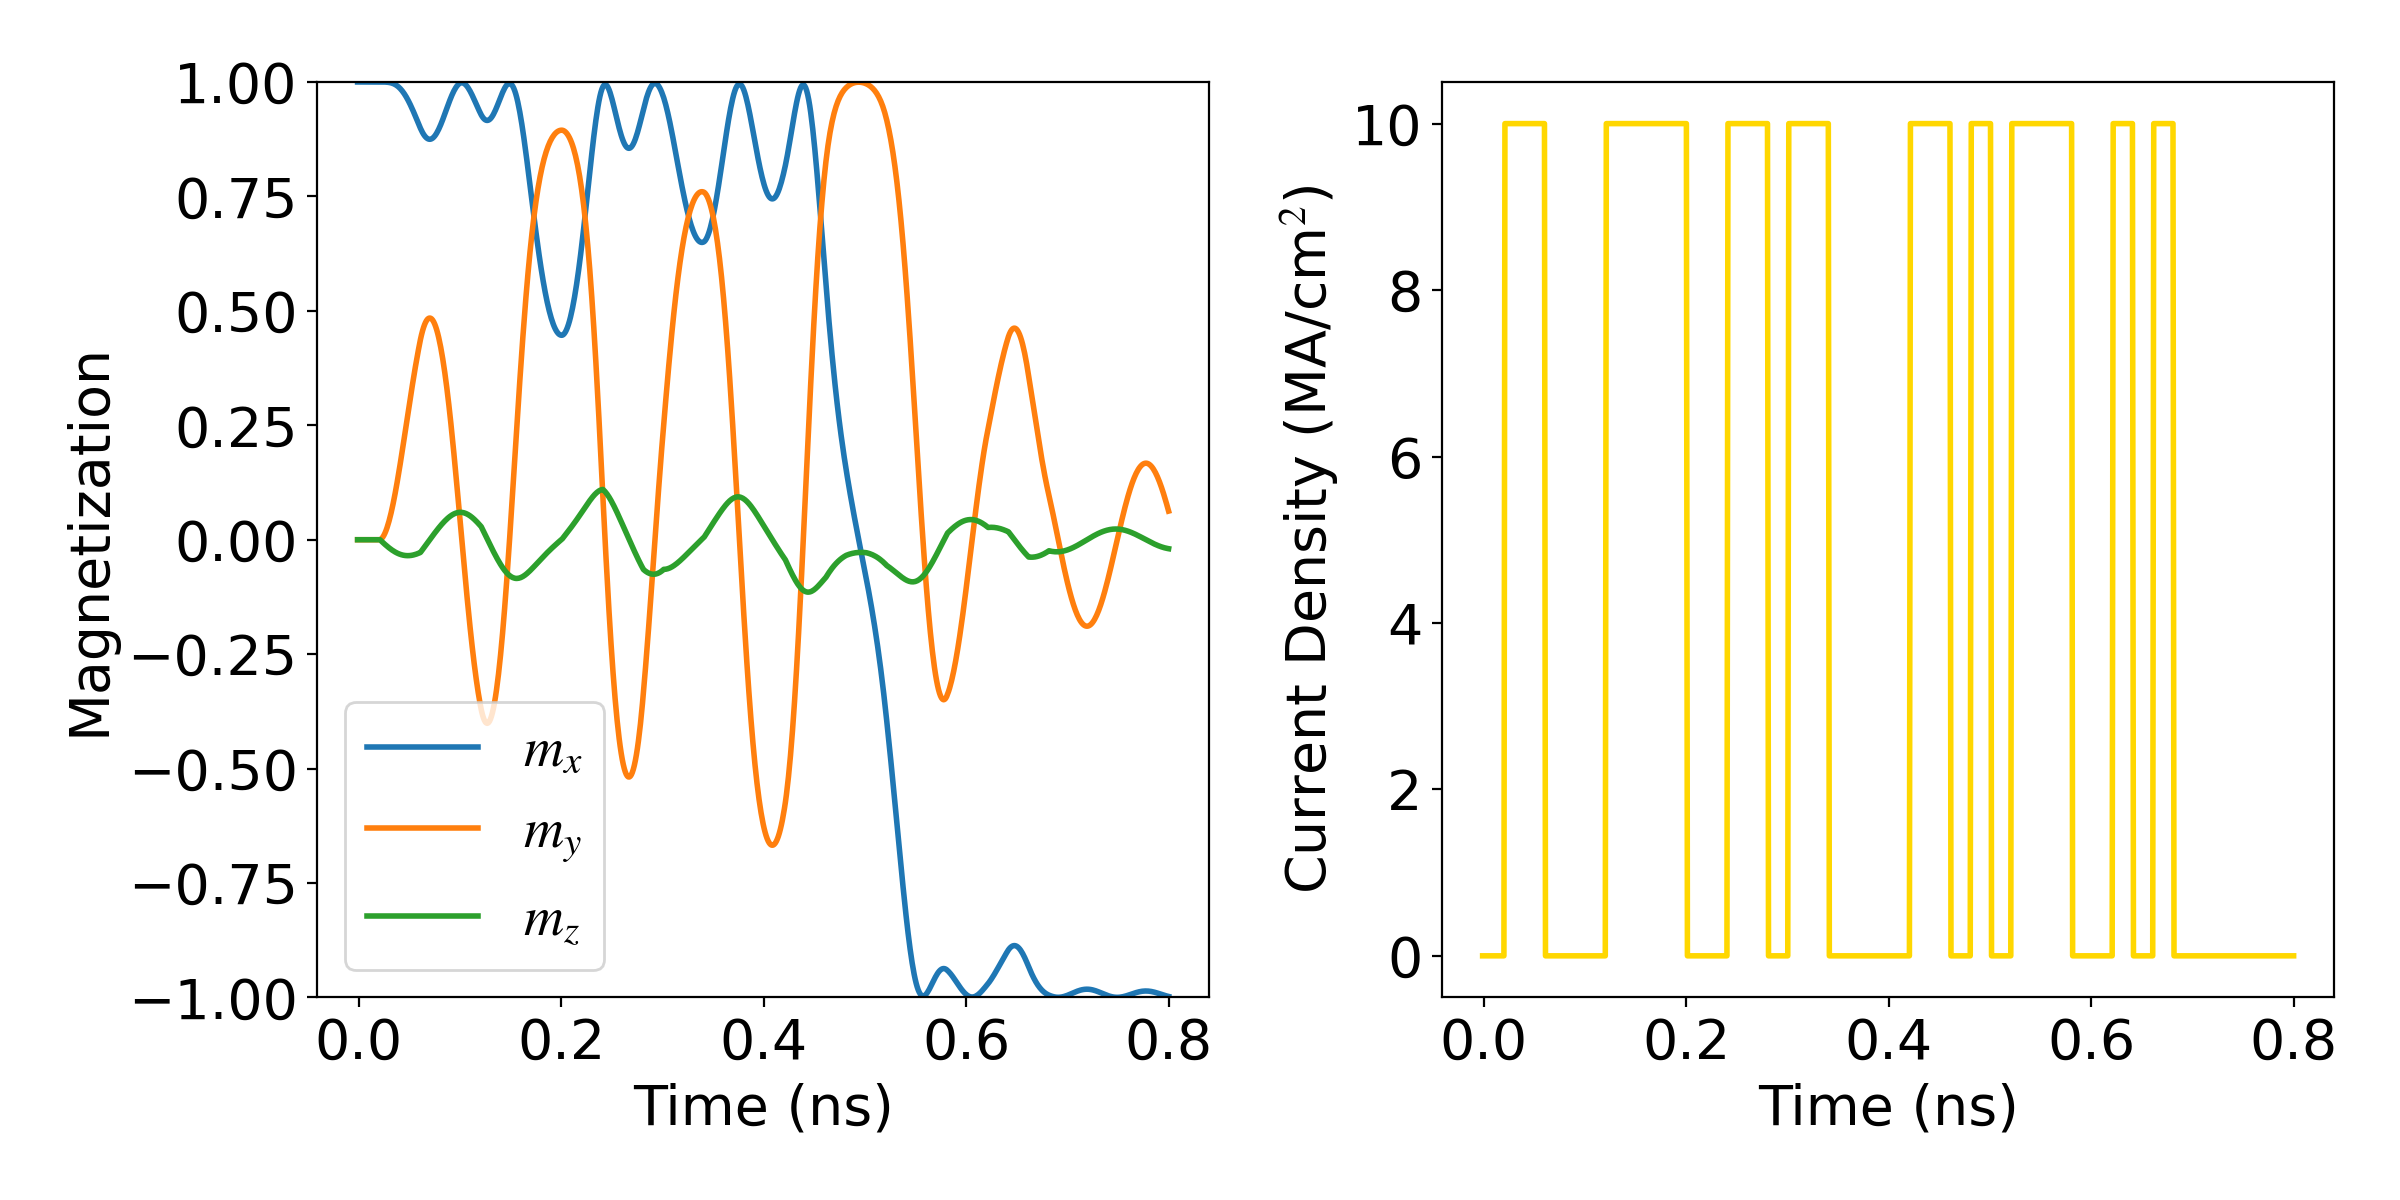 Magnetization
1.00
0.75
0.50
0.25
0.00
−0.25
−0.50
−0.75
−1.00
m_x
m_y
m_z
0.0 0.2 0.4 0.6 0.8
Time (ns)
Current Density (MA/cm²)
10
8
6
4
2
0
0.0 0.2 0.4 0.6 0.8
Time (ns)